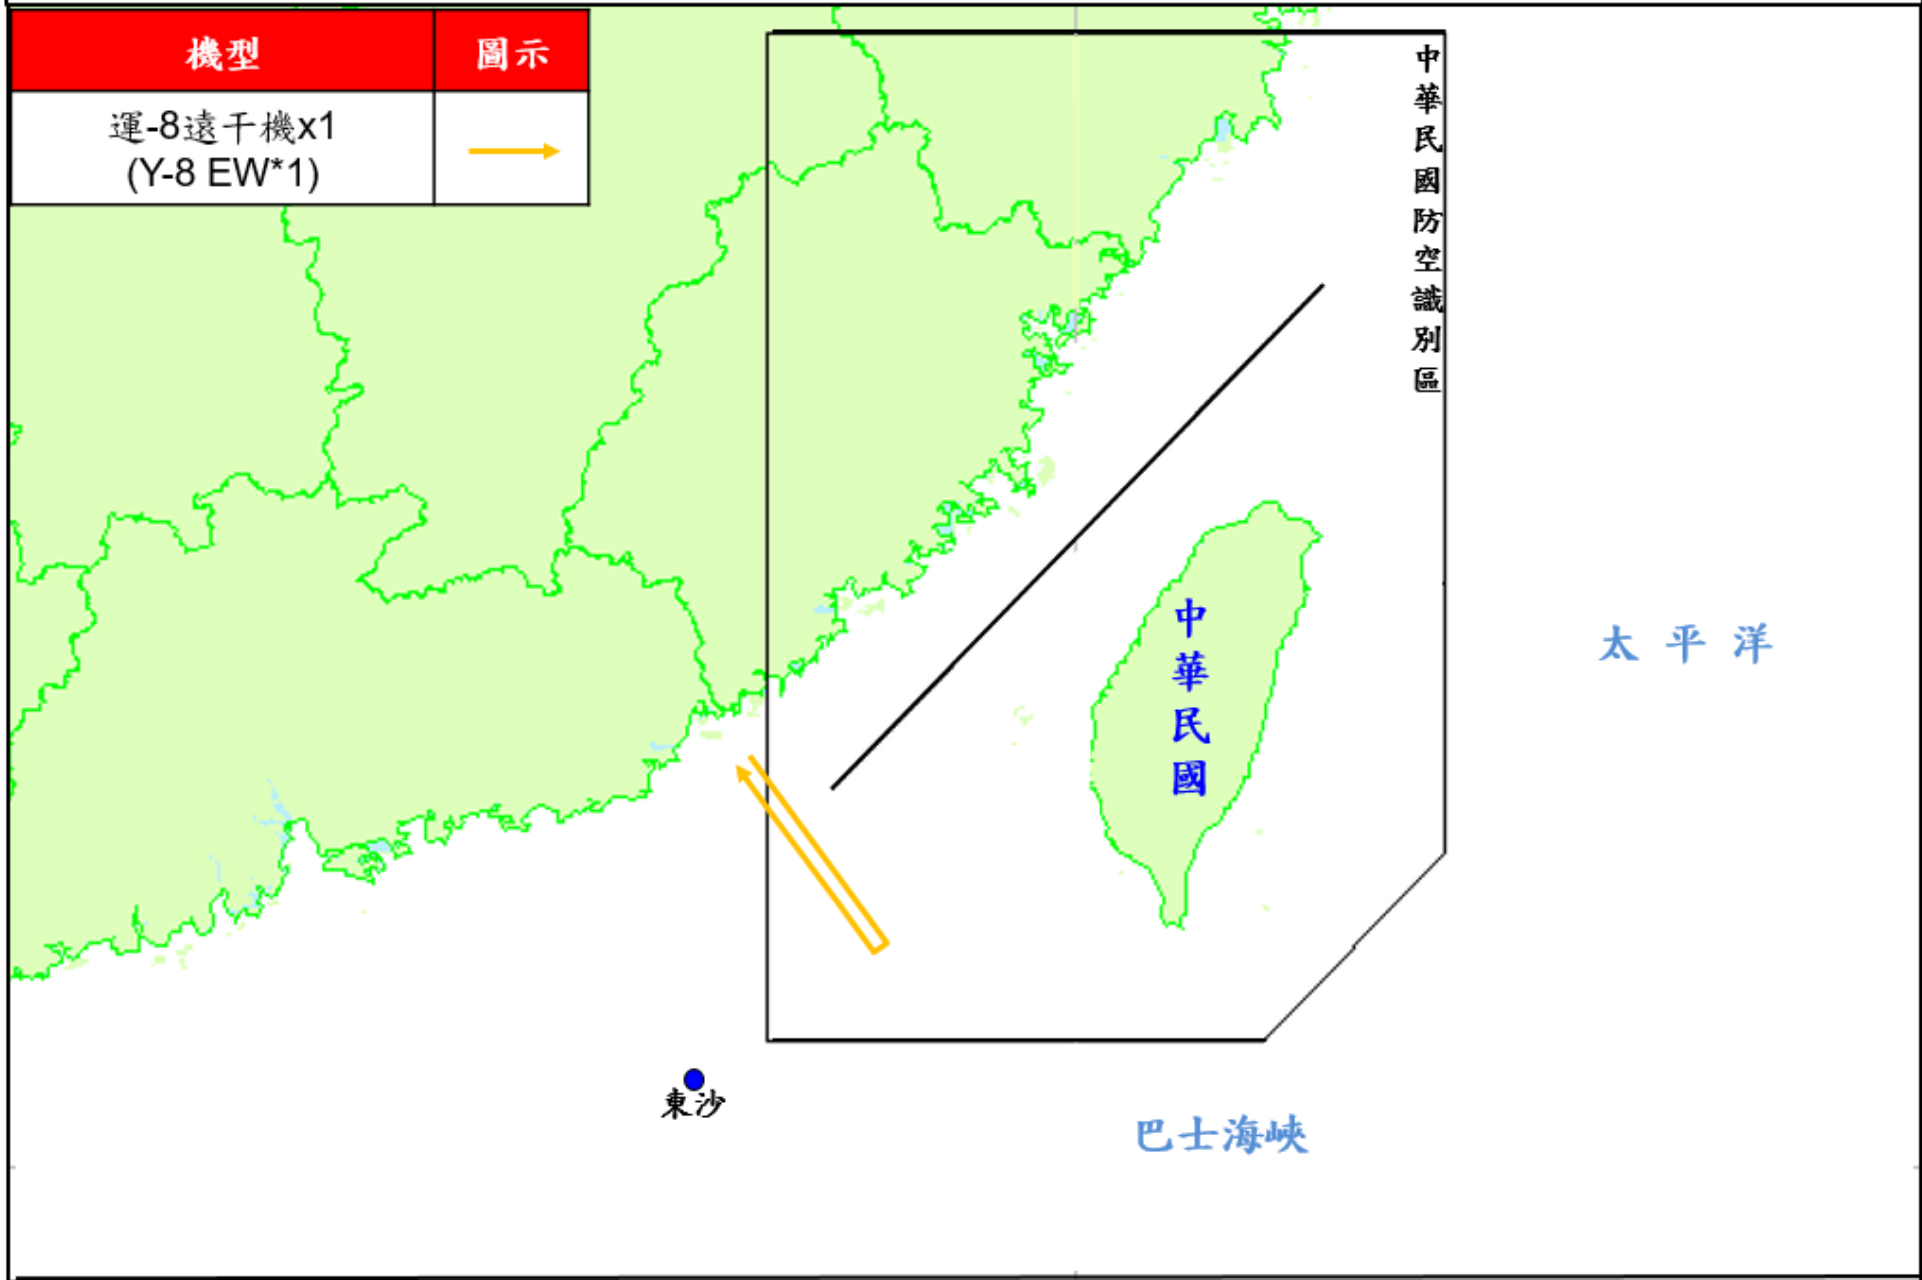 機型
圖示
運-8遠干機x1
(Y-8 EW*1)
中華民國防空識別區
中華民國
太平洋
東沙
巴士海峽